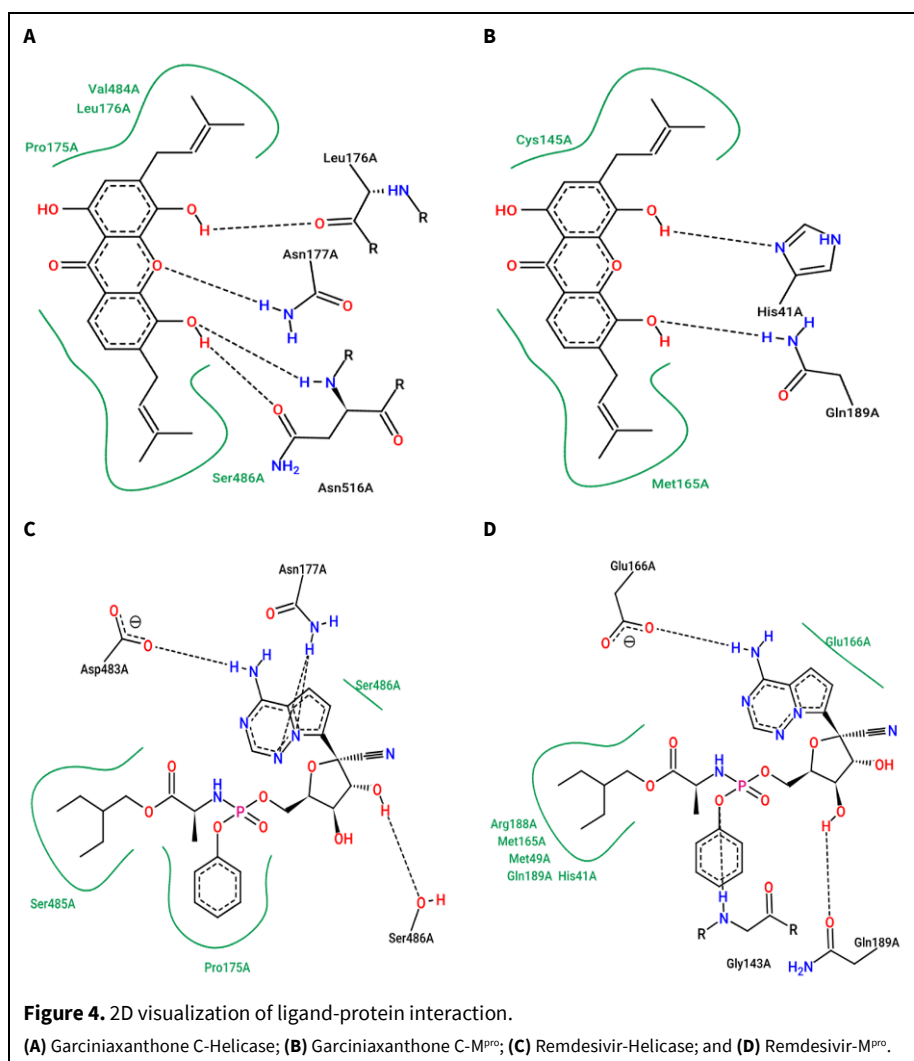 A
Val484A
Leu176A
Pro175A
HO
O
O
O
H
O
O
H
Leu176A
HN
R
O
R
Asn177A
H
N
H
O
R
H
N
R
O
O
NH2
Ser486A
Asn516A
B
Cys145A
HO
O
O
O
H
O
H
N
HN
His41A
H
H
N
O
Gln189A
Met165A
C
Asn177A
O
N
H
H
O
⊖
O
Asp483A
H
H
N
N
N
N
Ser486A
O
N
O
O
H
N
P
O
O
O
OH
O
H
Ser485A
Pro175A
O
H
Ser486A
D
Glu166A
O
O
⊖
H
H
N
N
N
N
Glu166A
O
N
OH
O
H
O
O
H
N
P
O
O
O
Arg188A
Met165A
Met49A
Gln189A His41A
H
N
R
O
R
Gly143A
O
H2N
Gln189A
Figure 4. 2D visualization of ligand-protein interaction.
(A) Garciniaxanthone C-Helicase; (B) Garciniaxanthone C-Mpro; (C) Remdesivir-Helicase; and (D) Remdesivir-Mpro.